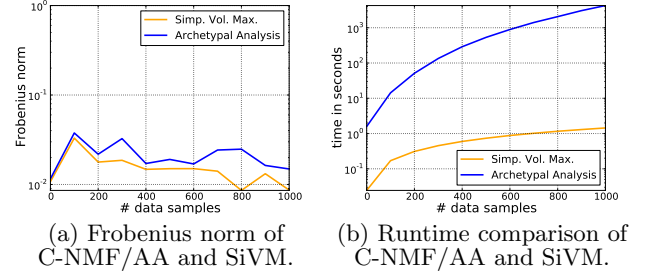 10^0
10^-1
10^-2
Frobenius norm
Simp. Vol. Max.
Archetypal Analysis
0 200 400 600 800 1000
# data samples
(a) Frobenius norm of
C-NMF/AA and SiVM.
10^3
10^2
10^1
10^0
10^-1
time in seconds
Simp. Vol. Max.
Archetypal Analysis
0 200 400 600 800 1000
# data samples
(b) Runtime comparison of
C-NMF/AA and SiVM.